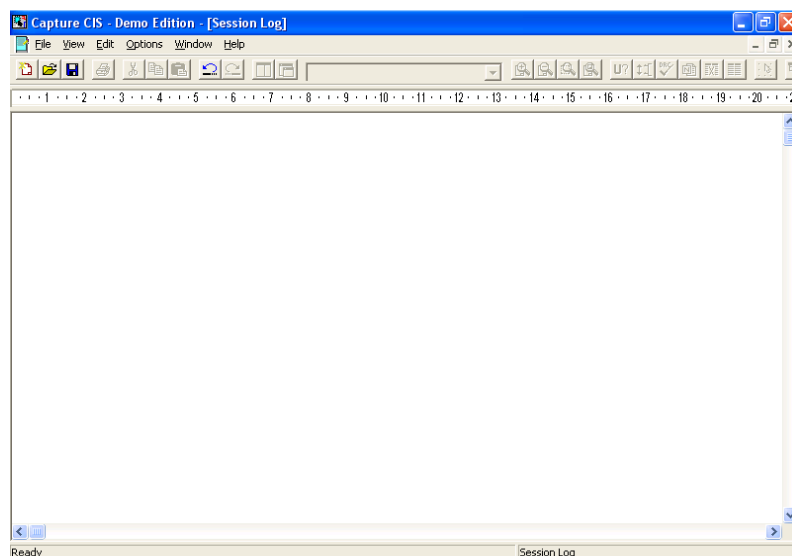 Capture CIS - Demo Edition - [Session Log]
File View Edit Options Window Help
U?
1 2 3 4 5 6 7 8 9 10 11 12 13 14 15 16 17 18 19 20
Ready Session Log